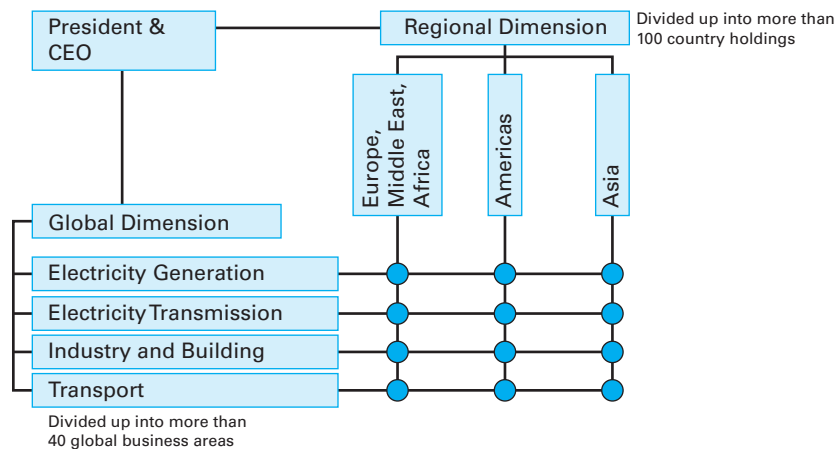 President &
CEO
Regional Dimension
Divided up into more than
100 country holdings
Europe,
Middle East,
Africa
Americas
Asia
Global Dimension
Electricity Generation
Electricity Transmission
Industry and Building
Transport
Divided up into more than
40 global business areas